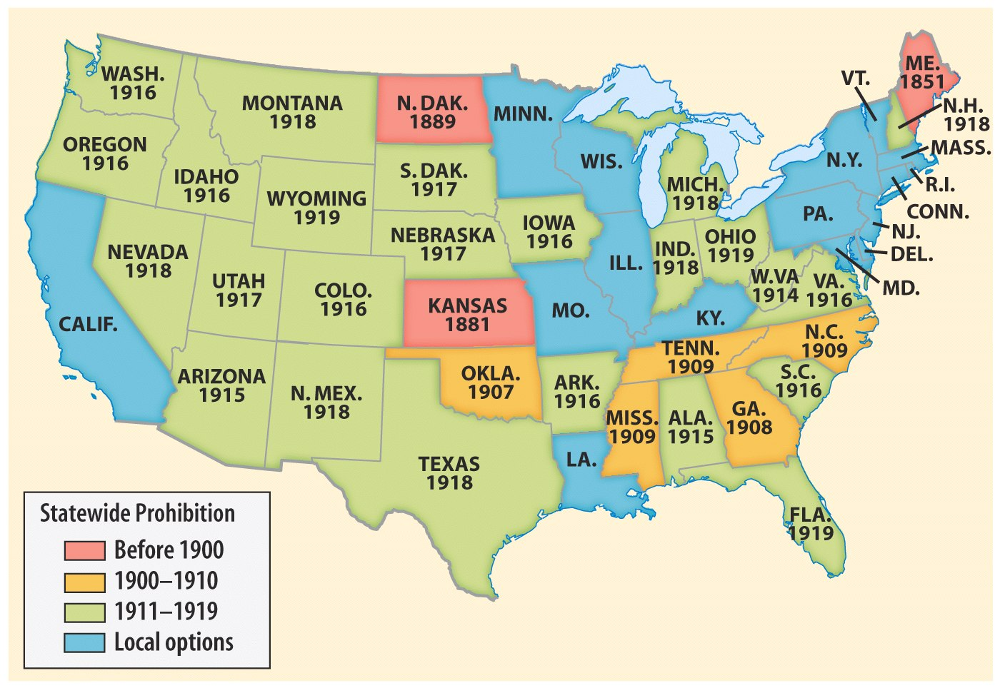 WASH.
1916
OREGON
1916
CALIF.
IDAHO
1916
NEVADA
1918
MONTANA
1918
WYOMING
1919
UTAH
1917
COLO.
1916
ARIZONA
1915
N. MEX.
1918
N. DAK.
1889
S. DAK.
1917
NEBRASKA
1917
KANSAS
1881
OKLA.
1907
TEXAS
1918
MINN.
IOWA
1916
MO.
ARK.
1916
LA.
WIS.
ILL.
MICH.
1918
IND.
1918
OHIO
1919
KY.
TENN.
1909
MISS.
1909
ALA.
1915
GA.
1908
FLA.
1919
S.C.
1916
N.C.
1909
W.VA
1914
VA.
1916
PA.
N.Y.
VT.
ME.
1851
N.H.
1918
MASS.
R.I.
CONN.
NJ.
DEL.
MD.
Statewide Prohibition
Before 1900
1900–1910
1911–1919
Local options